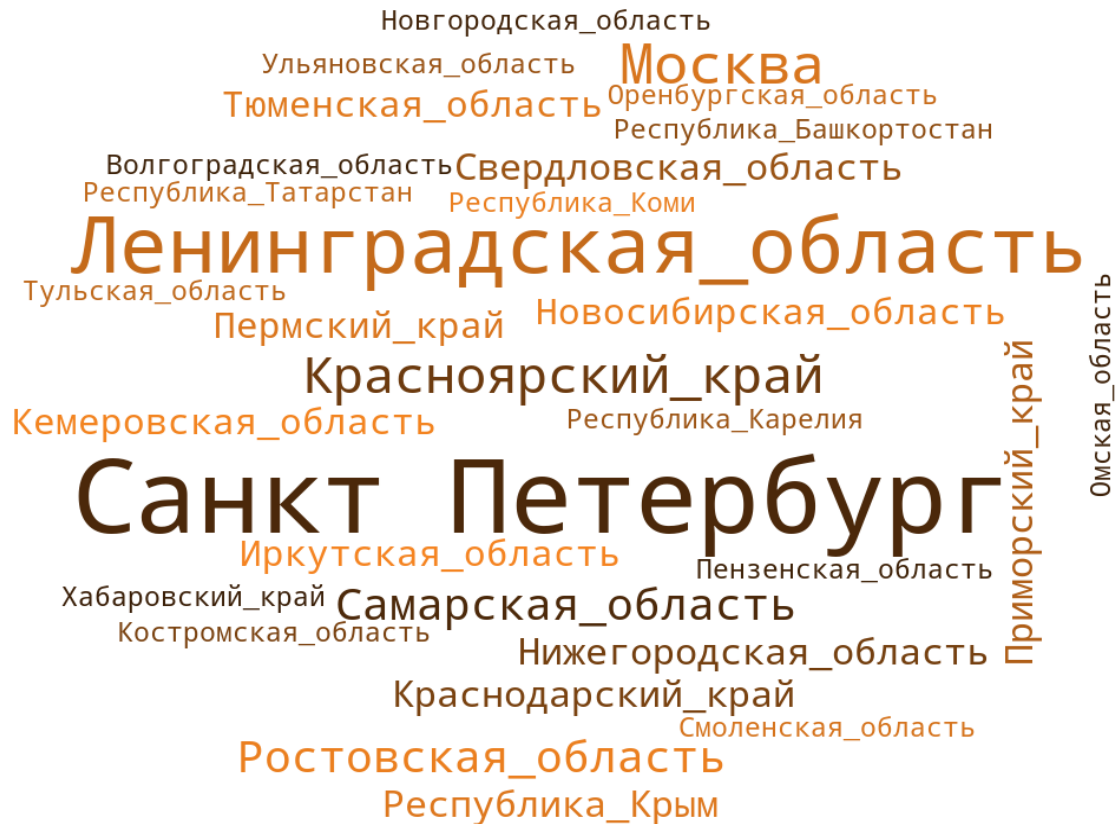 Новгородская_область
Ульяновская_область
Москва
Тюменская_область
Оренбургская_область
Республика_Башкортостан
Волгоградская_область
Свердловская_область
Республика_Татарстан
Республика_Коми
Ленинградская_область
Тульская_область
Новосибирская_область
Пермский_край
Омская_область
Красноярский_край
Приморский_край
Кемеровская_область
Республика_Карелия
Санкт Петербург
Иркутская_область
Пензенская_область
Хабаровский_край
Самарская_область
Костромская_область
Нижегородская_область
Краснодарский_край
Смоленская_область
Ростовская_область
Республика_Крым